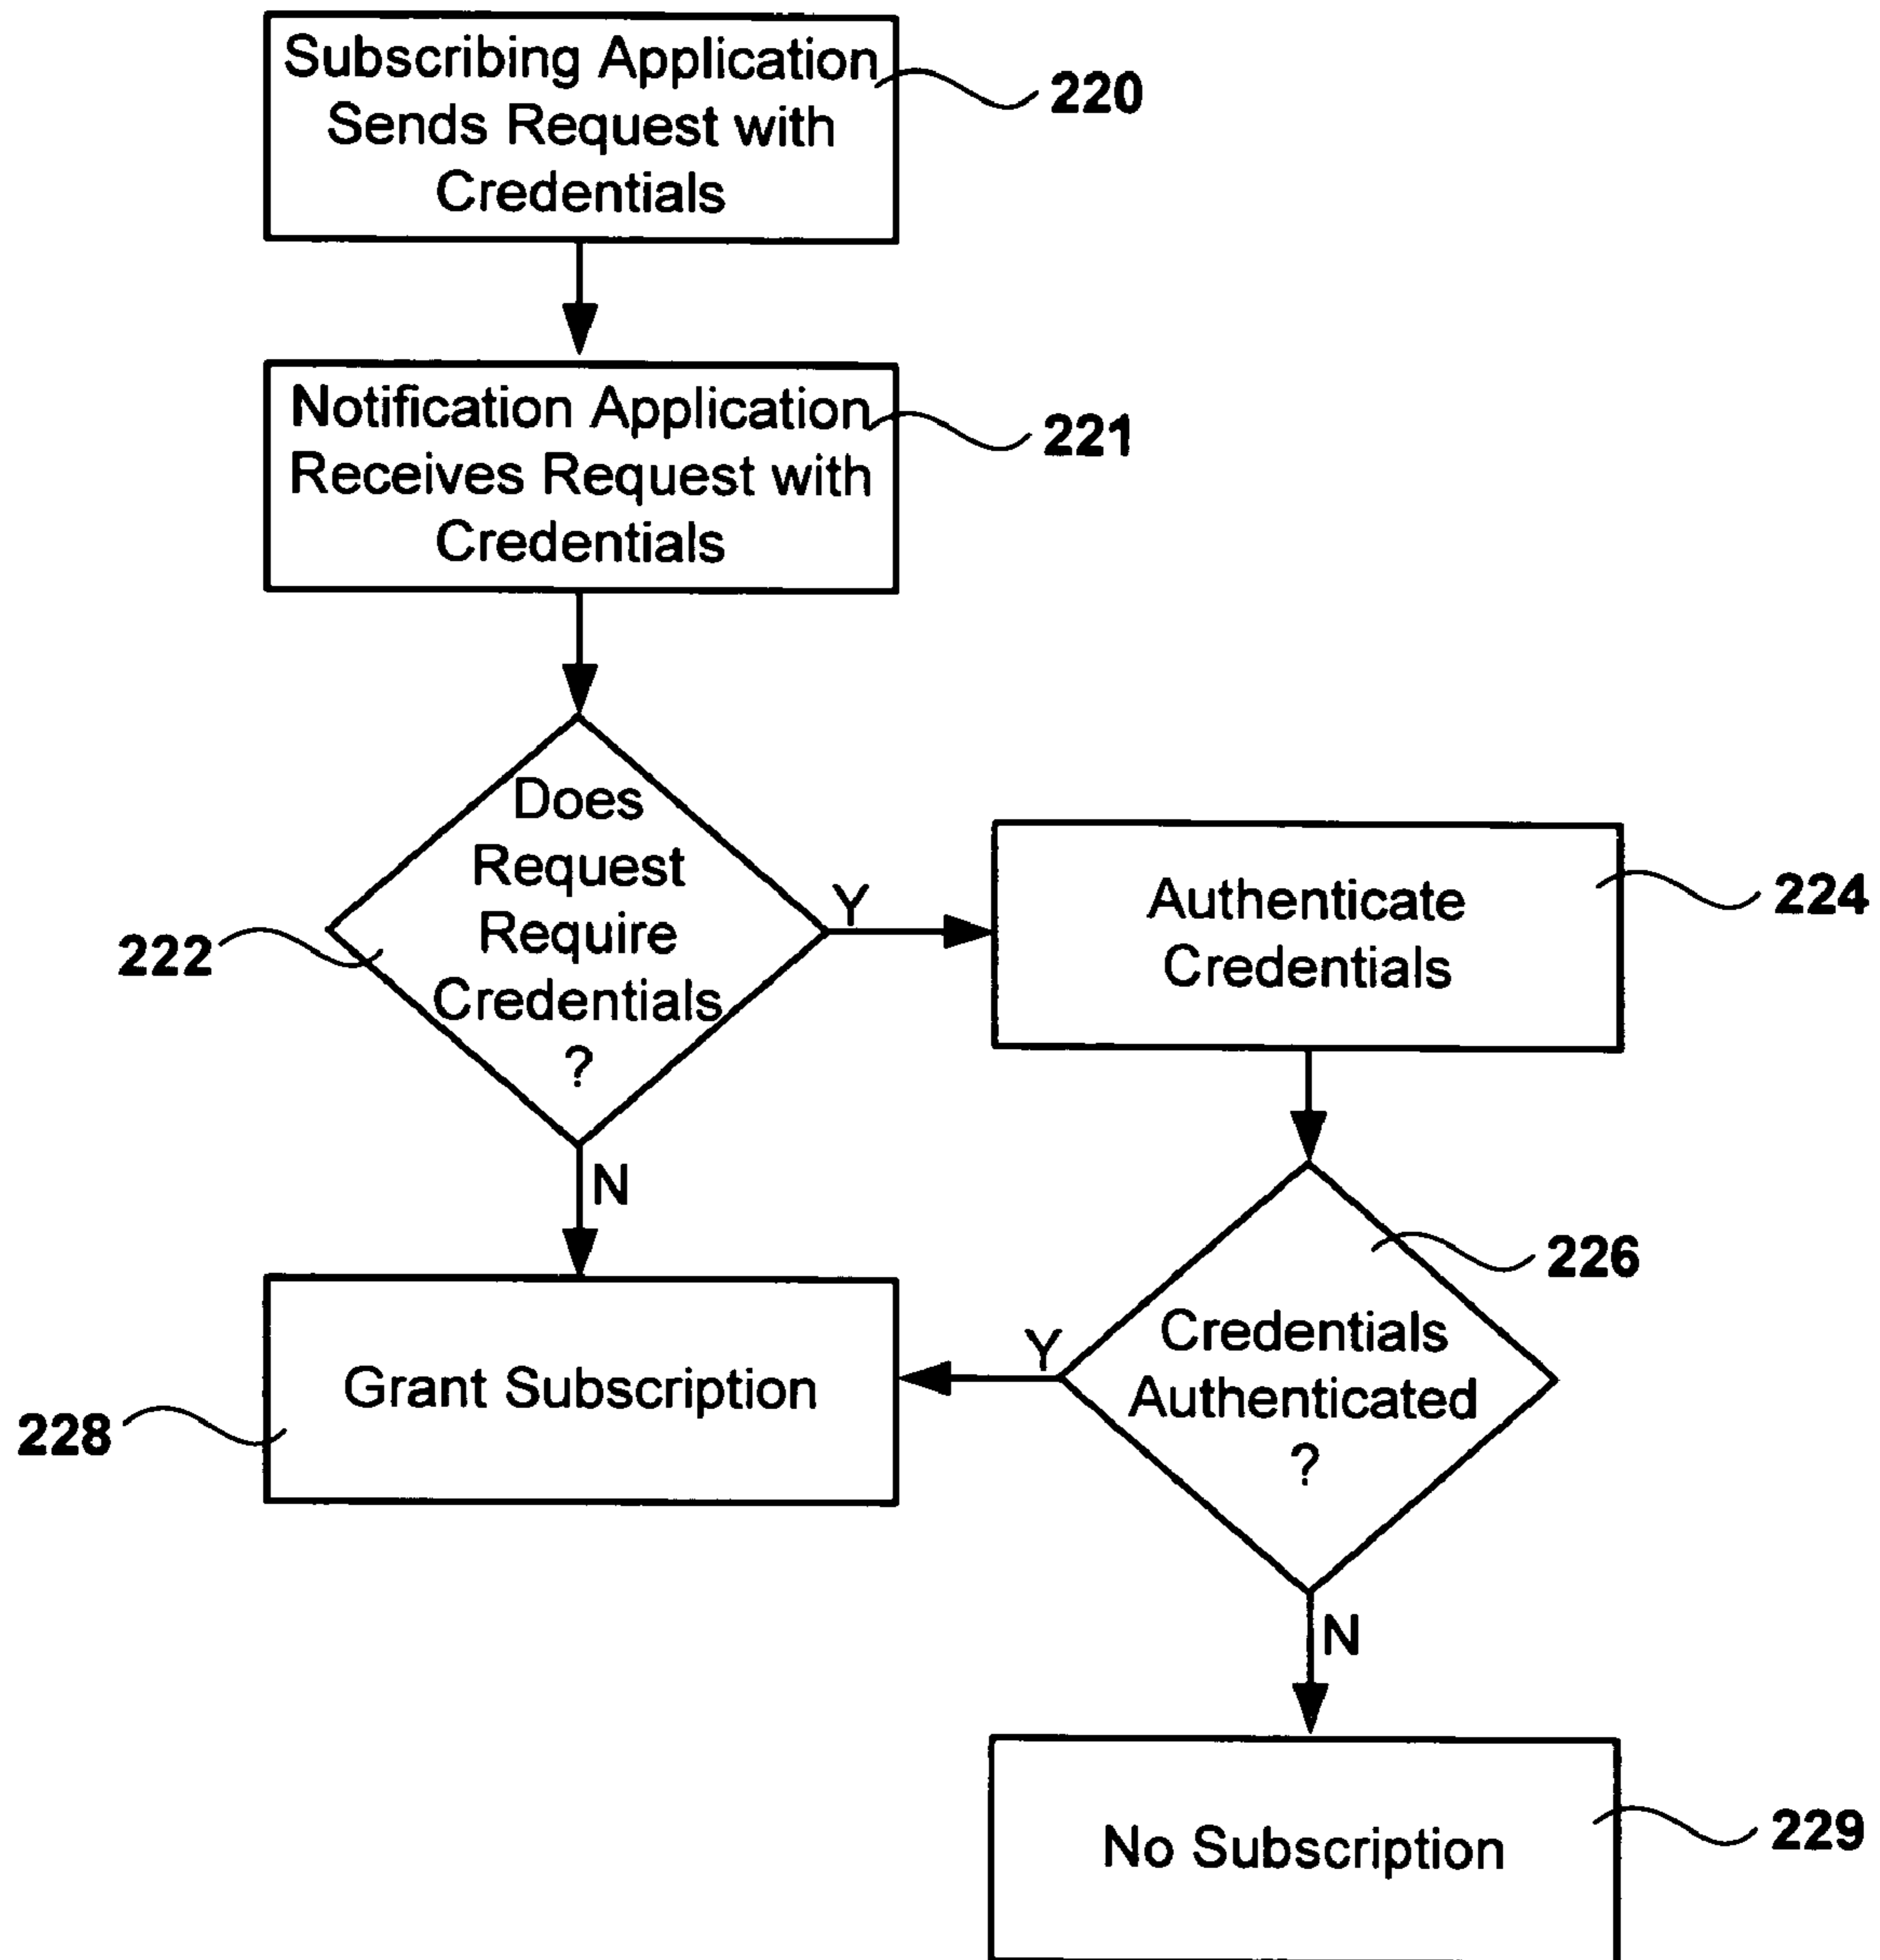 Subscribing Application
Sends Request with
Credentials
220
Notification Application
Receives Request with
Credentials
221
Does
Request
Require
Credentials
?
222
Y
N
Authenticate
Credentials
224
Credentials
Authenticated
?
226
Y
N
Grant Subscription
228
No Subscription
229